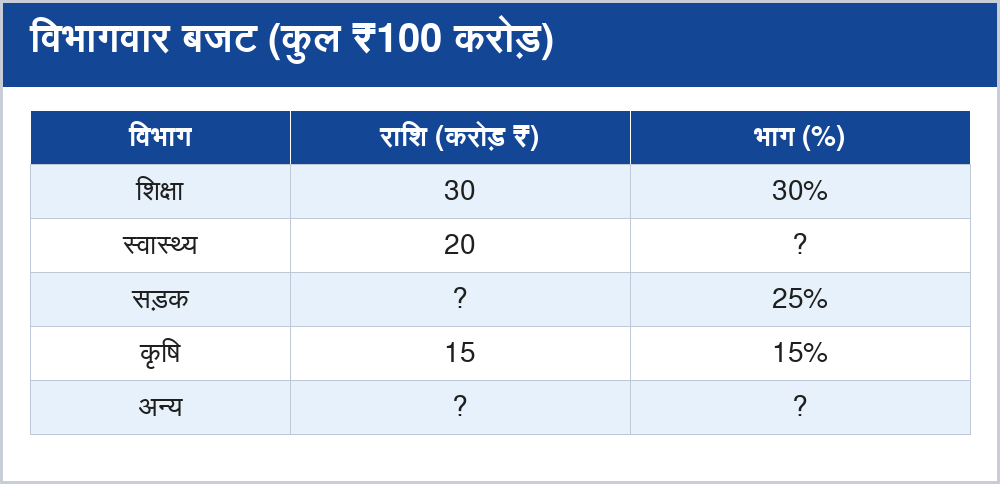 विभागवार बजट (कुल ₹100 करोड़)
विभाग राशि (करोड़ ₹) भाग (%)
शिक्षा 30 30%
स्वास्थ्य 20 ?
सड़क ? 25%
कृषि 15 15%
अन्य ? ?